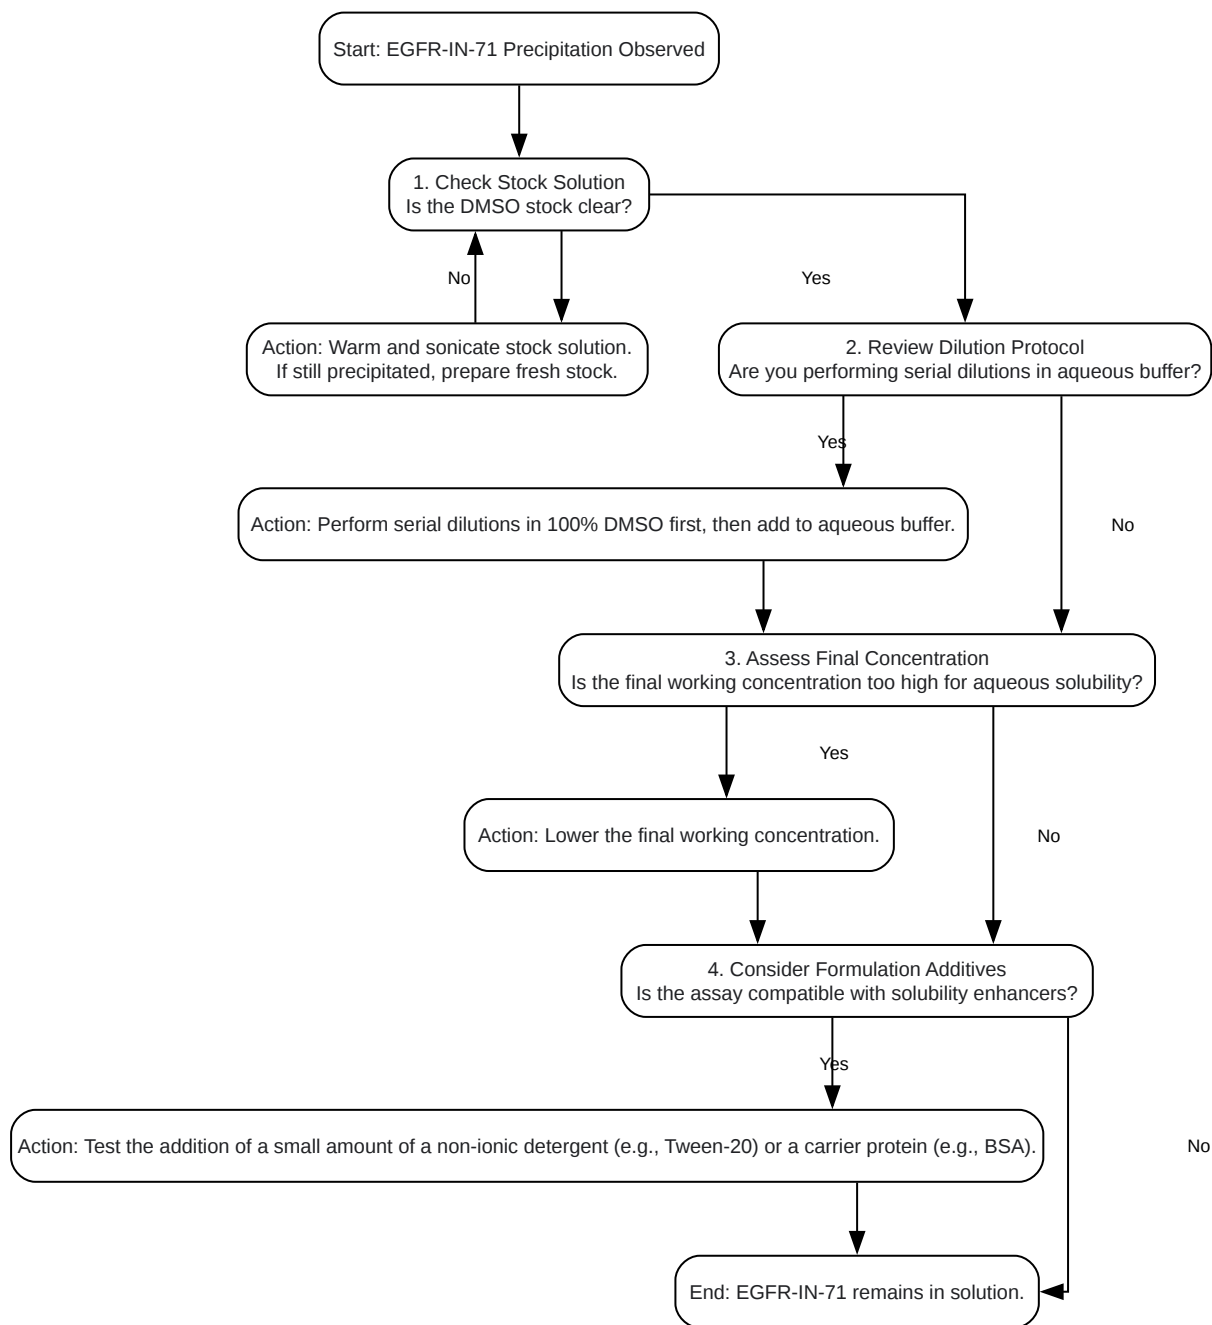 Start: EGFR-IN-71 Precipitation Observed
1. Check Stock Solution
Is the DMSO stock clear?
No
Yes
Action: Warm and sonicate stock solution.
If still precipitated, prepare fresh stock.
2. Review Dilution Protocol
Are you performing serial dilutions in aqueous buffer?
Yes
Action: Perform serial dilutions in 100% DMSO first, then add to aqueous buffer.
No
3. Assess Final Concentration
Is the final working concentration too high for aqueous solubility?
Yes
Action: Lower the final working concentration.
No
4. Consider Formulation Additives
Is the assay compatible with solubility enhancers?
Yes
Action: Test the addition of a small amount of a non-ionic detergent (e.g., Tween-20) or a carrier protein (e.g., BSA).
No
End: EGFR-IN-71 remains in solution.